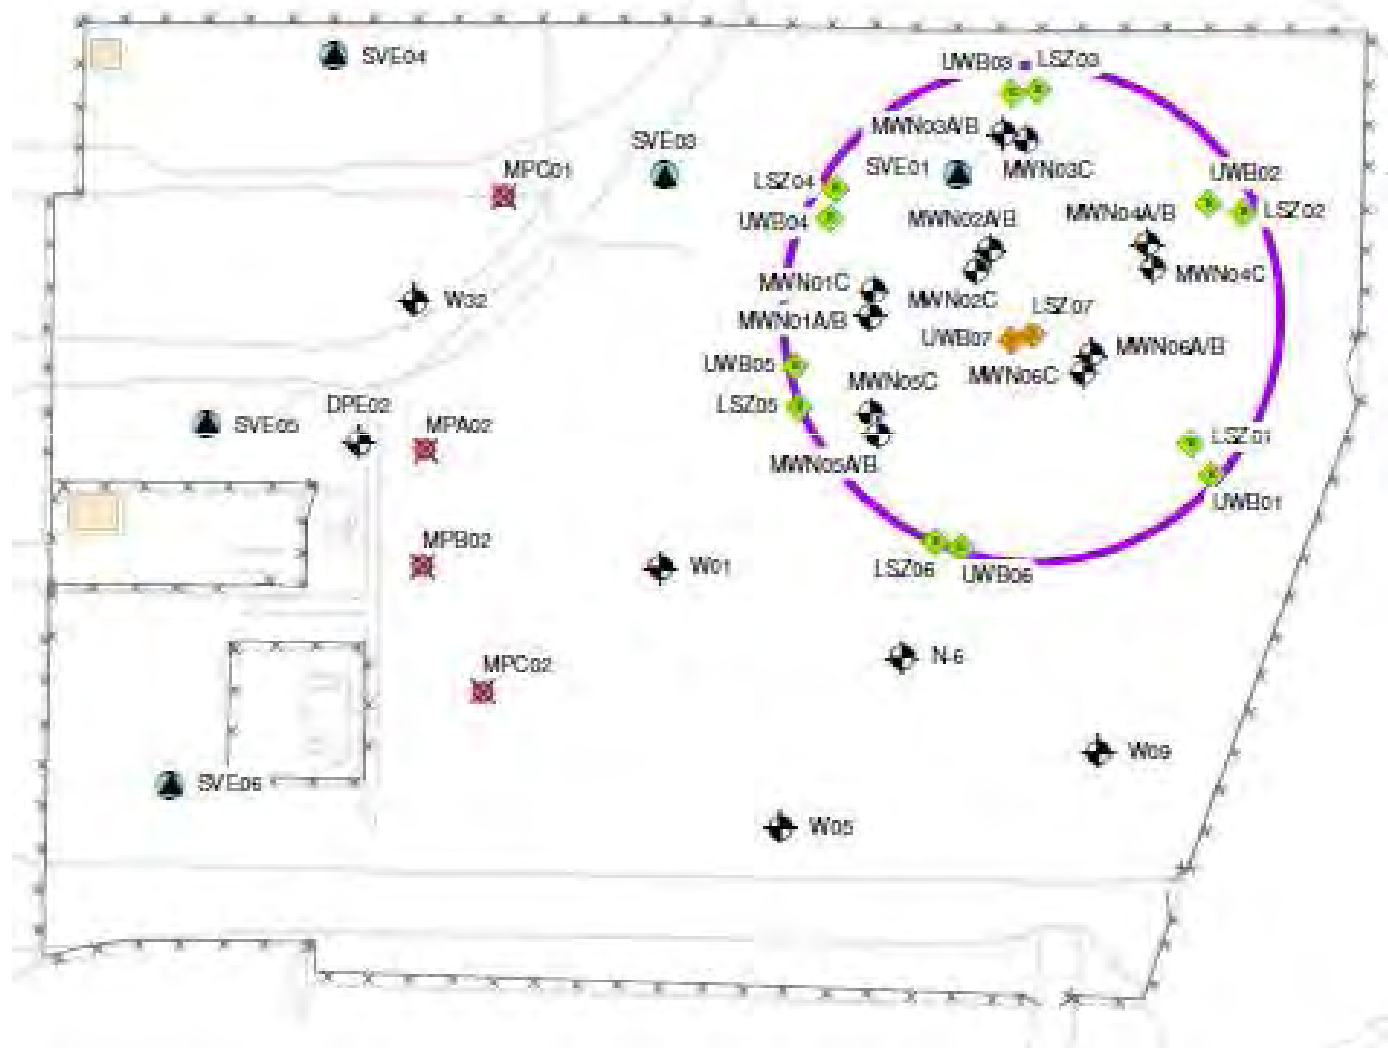 SVE04
UWB03
LSZ03
MWN03A/B
SVE03
MPC01
SVE01
MWN03C
UWB02
LSZ04
LSZ02
UWB04
MWN02A/B
MWN04A/B
MWN01C
MWN04C
W32
MWN02C
LSZ07
MWN01A/B
UWB07
MWN06A/B
UWB05
MWN05C
MWN06C
DPE02
LSZ05
SVE05
MPA02
LSZ01
MWN05A/B
UWB01
MPB02
W01
LSZ06
UWB06
N-6
MPC02
W09
SVE06
W05